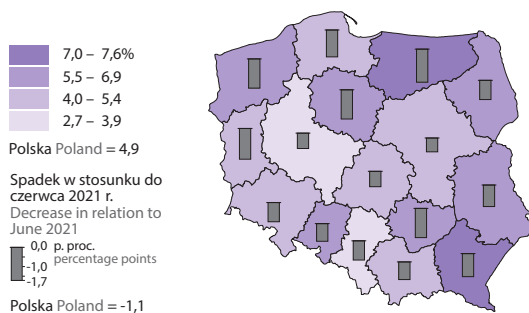 7,0 – 7,6%
5,5 – 6,9
4,0 – 5,4
2,7 – 3,9
Polska Poland = 4,9
Spadek w stosunku do
czerwca 2021 r.
Decrease in relation to
June 2021
0,0 p. proc.
-1,0 percentage points
-1,7
Polska Poland = -1,1